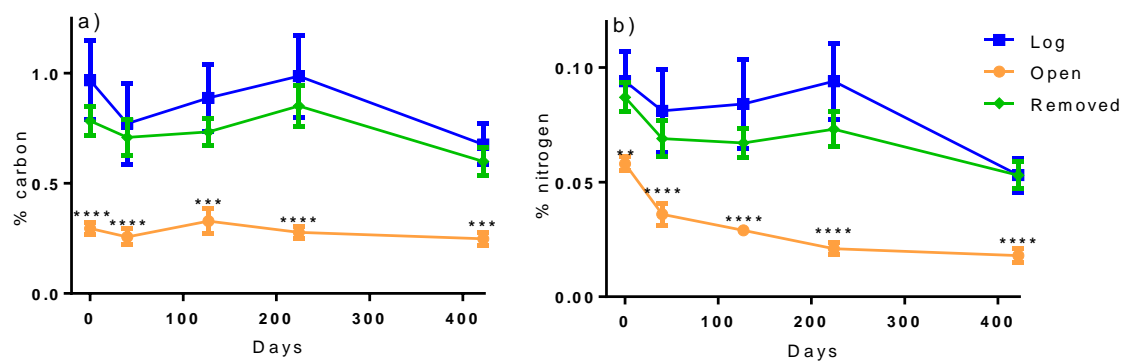 a)
% carbon
1.0
0.5
0.0
**** **** *** **** ***
0 100 200 300 400
Days
b)
% nitrogen
0.10
0.05
0.00
** **** **** **** ****
0 100 200 300 400
Days
Log
Open
Removed